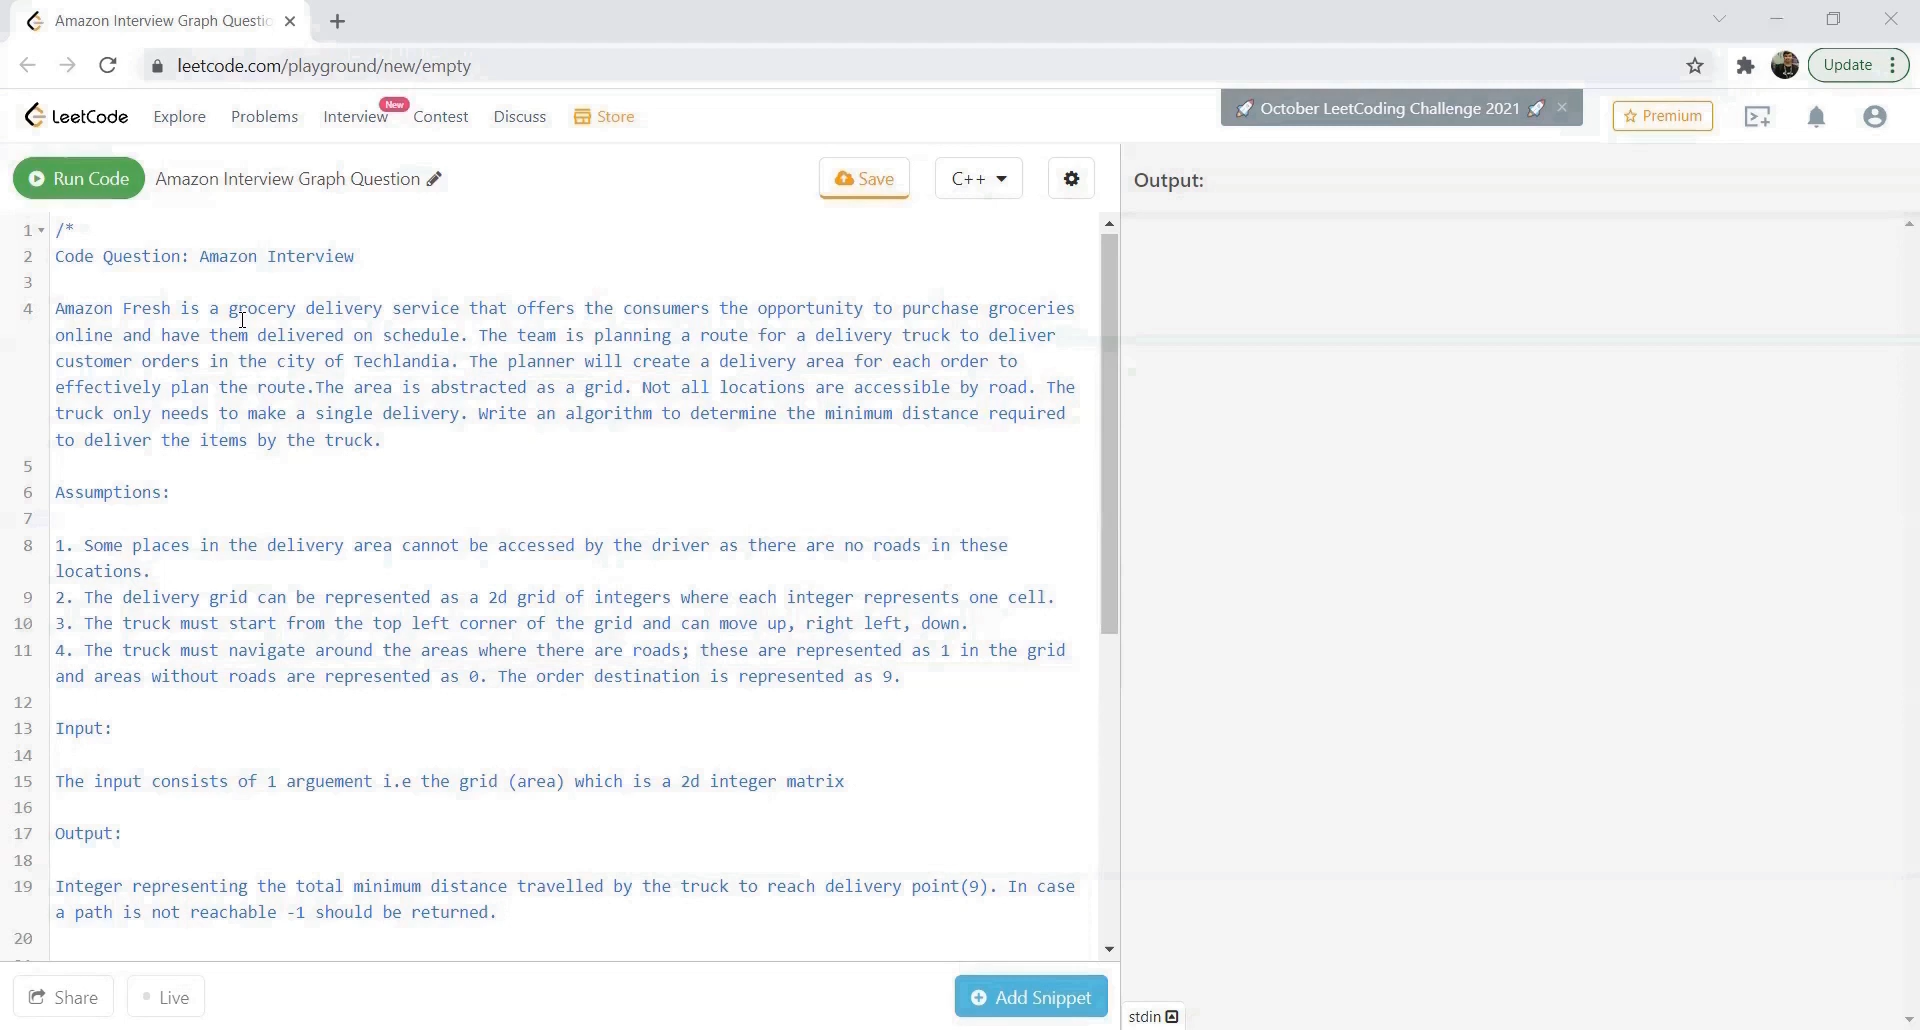 Amazon Interview Graph Questio
leetcode.com/playground/new/empty
Update
LeetCode
Explore
Problems
Interview
New
Contest
Discuss
Store
🚀 October LeetCoding Challenge 2021 🚀
Premium
Run Code
Amazon Interview Graph Question
Save
C++
Output:
1 /*
2 Code Question: Amazon Interview
3
4 Amazon Fresh is a grocery delivery service that offers the consumers the opportunity to purchase groceries
online and have them delivered on schedule. The team is planning a route for a delivery truck to deliver
customer orders in the city of Techlandia. The planner will create a delivery area for each order to
effectively plan the route.The area is abstracted as a grid. Not all locations are accessible by road. The
truck only needs to make a single delivery. Write an algorithm to determine the minimum distance required
to deliver the items by the truck.
5
6 Assumptions:
7
8 1. Some places in the delivery area cannot be accessed by the driver as there are no roads in these
locations.
9 2. The delivery grid can be represented as a 2d grid of integers where each integer represents one cell.
10 3. The truck must start from the top left corner of the grid and can move up, right left, down.
11 4. The truck must navigate around the areas where there are roads; these are represented as 1 in the grid
and areas without roads are represented as 0. The order destination is represented as 9.
12
13 Input:
14
15 The input consists of 1 arguement i.e the grid (area) which is a 2d integer matrix
16
17 Output:
18
19 Integer representing the total minimum distance travelled by the truck to reach delivery point(9). In case
a path is not reachable -1 should be returned.
20
Share
Live
Add Snippet
stdin